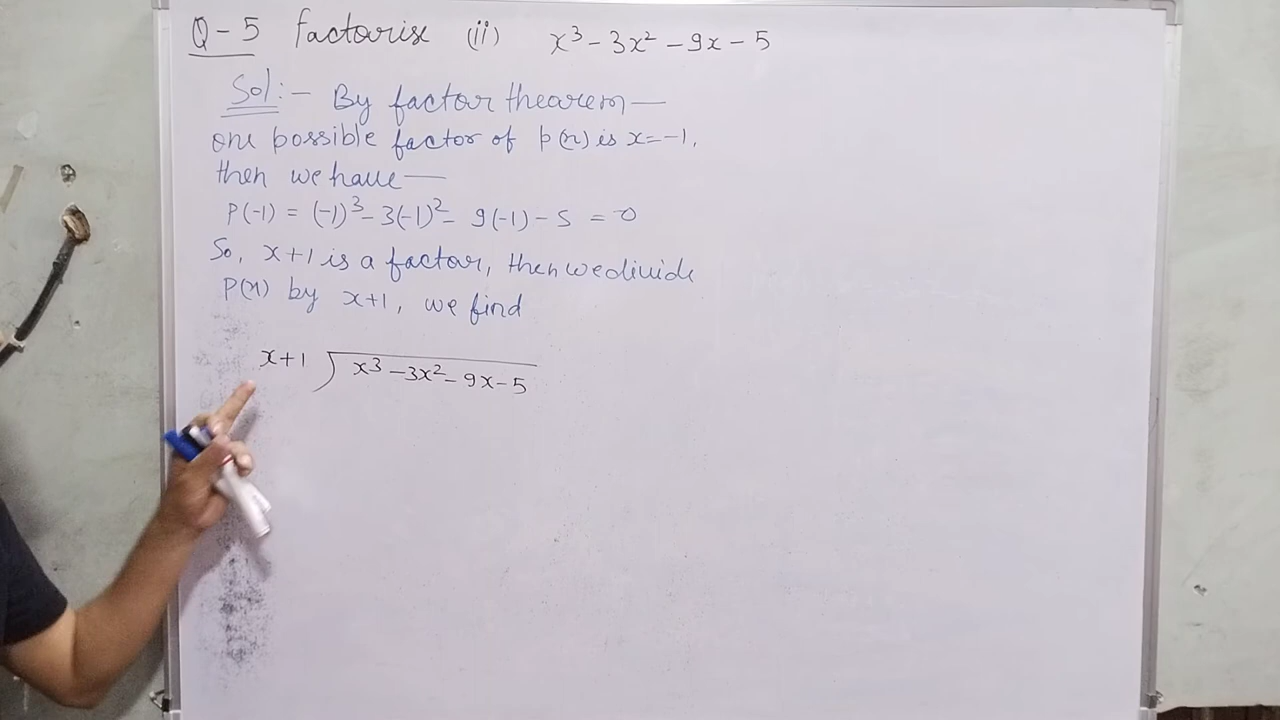 Q-5 factorise (ii) x³ - 3x² - 9x - 5
Sol:- By factor thearem—
one possible factor of p(x) is x=-1,
then we have—
P(-1) = (-1)³ - 3(-1)² - 9(-1) - 5 = 0
So, x+1 is a factor, then we divide
P(x) by x+1, we find
x+1 ) x³ - 3x² - 9x - 5